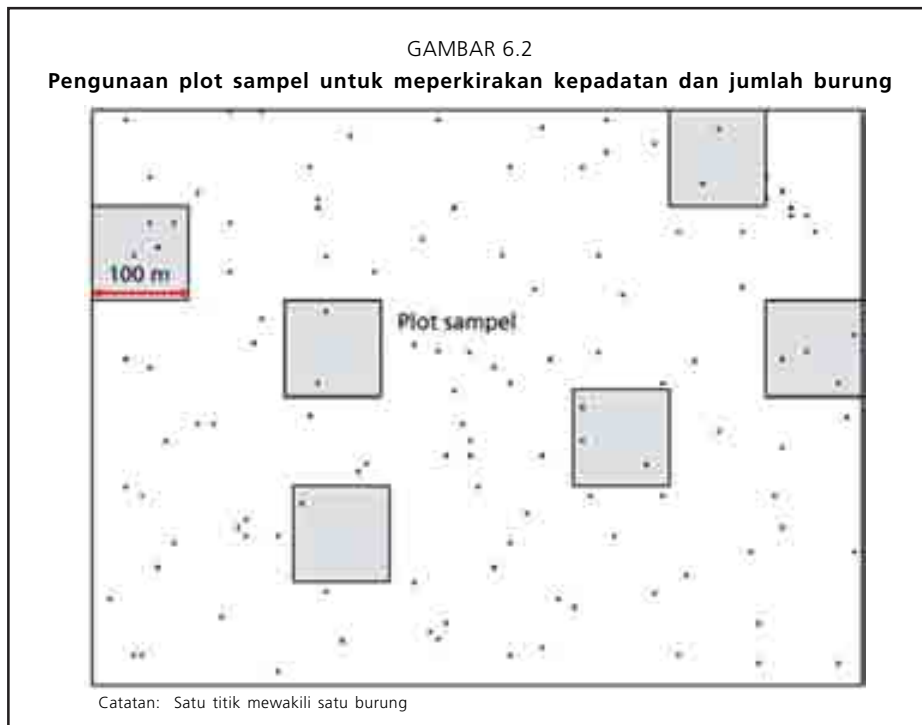 GAMBAR 6.2
Pengunaan plot sampel untuk meperkirakan kepadatan dan jumlah burung
100 m
Plot sampel
Catatan: Satu titik mewakili satu burung